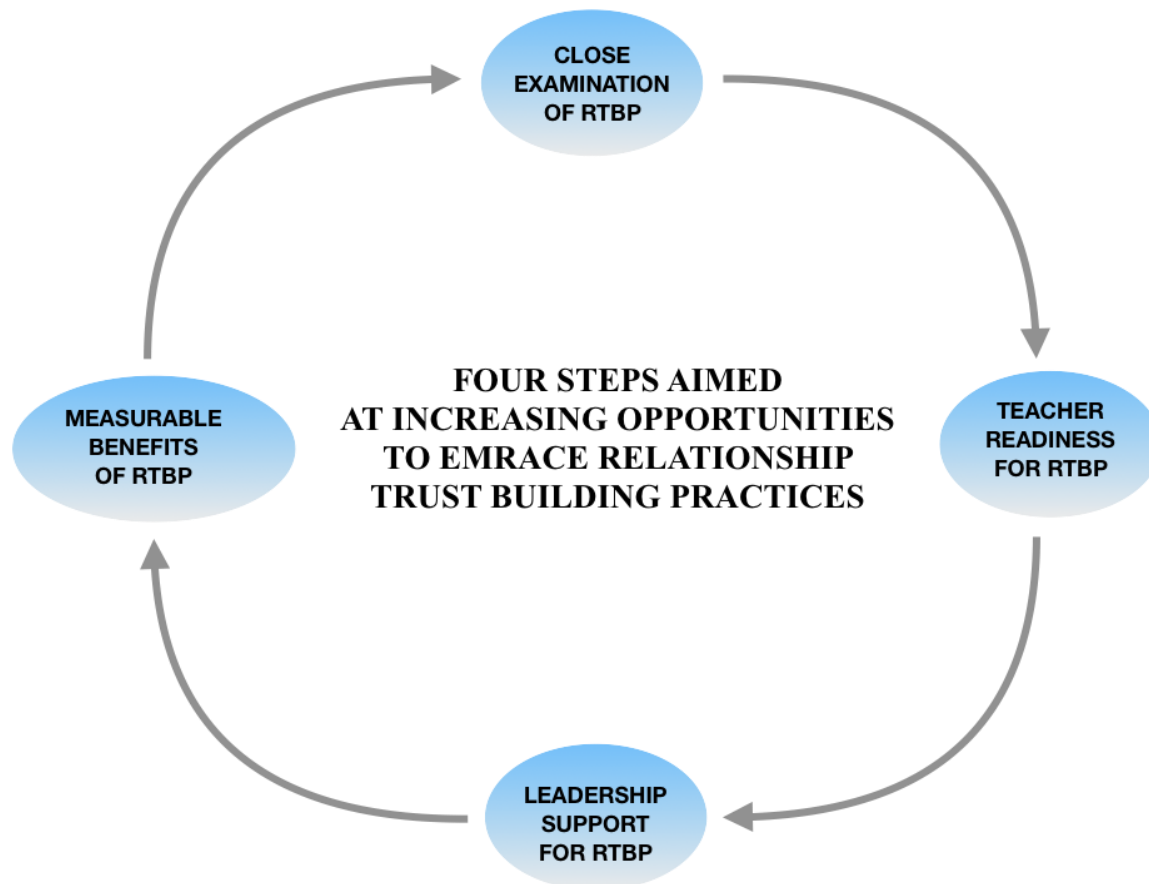 CLOSE
EXAMINATION
OF RTBP
FOUR STEPS AIMED
AT INCREASING OPPORTUNITIES
TO EMRACE RELATIONSHIP
TRUST BUILDING PRACTICES
TEACHER
READINESS
FOR RTBP
LEADERSHIP
SUPPORT
FOR RTBP
MEASURABLE
BENEFITS
OF RTBP